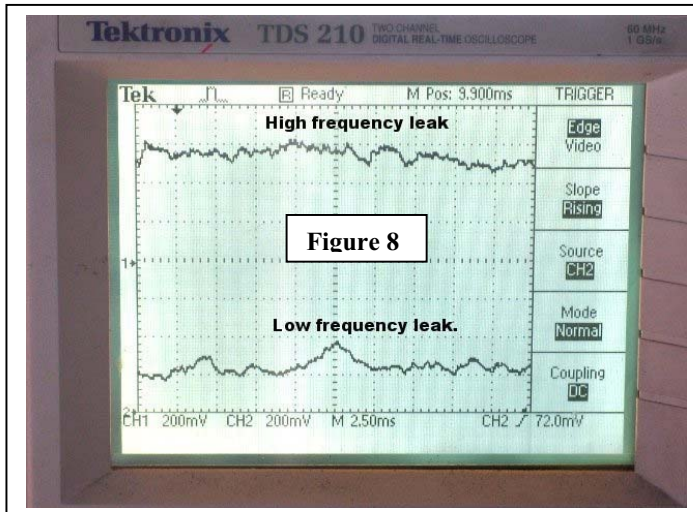 Tektronix TDS 210 TWO CHANNEL DIGITAL REAL-TIME OSCILLOSCOPE
60 MHz
1 GS/s
Tek R Ready M Pos: 9.900ms TRIGGER
High frequency leak
Edge
Video
Slope
Rising
Figure 8
1
Source
CH2
Low frequency leak.
Mode
Normal
Coupling
DC
2
CH1 200mV CH2 200mV M 2.50ms CH2 72.0mV